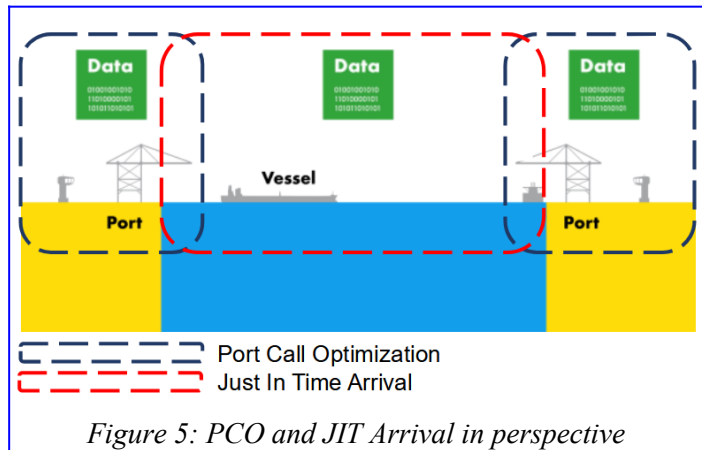 Data
01001001010
11010000101
101011010101
Data
01001001010
11010000101
101011010101
Data
01001001010
11010000101
101011010101
Vessel
Port
Port
Port Call Optimization
Just In Time Arrival
Figure 5: PCO and JIT Arrival in perspective